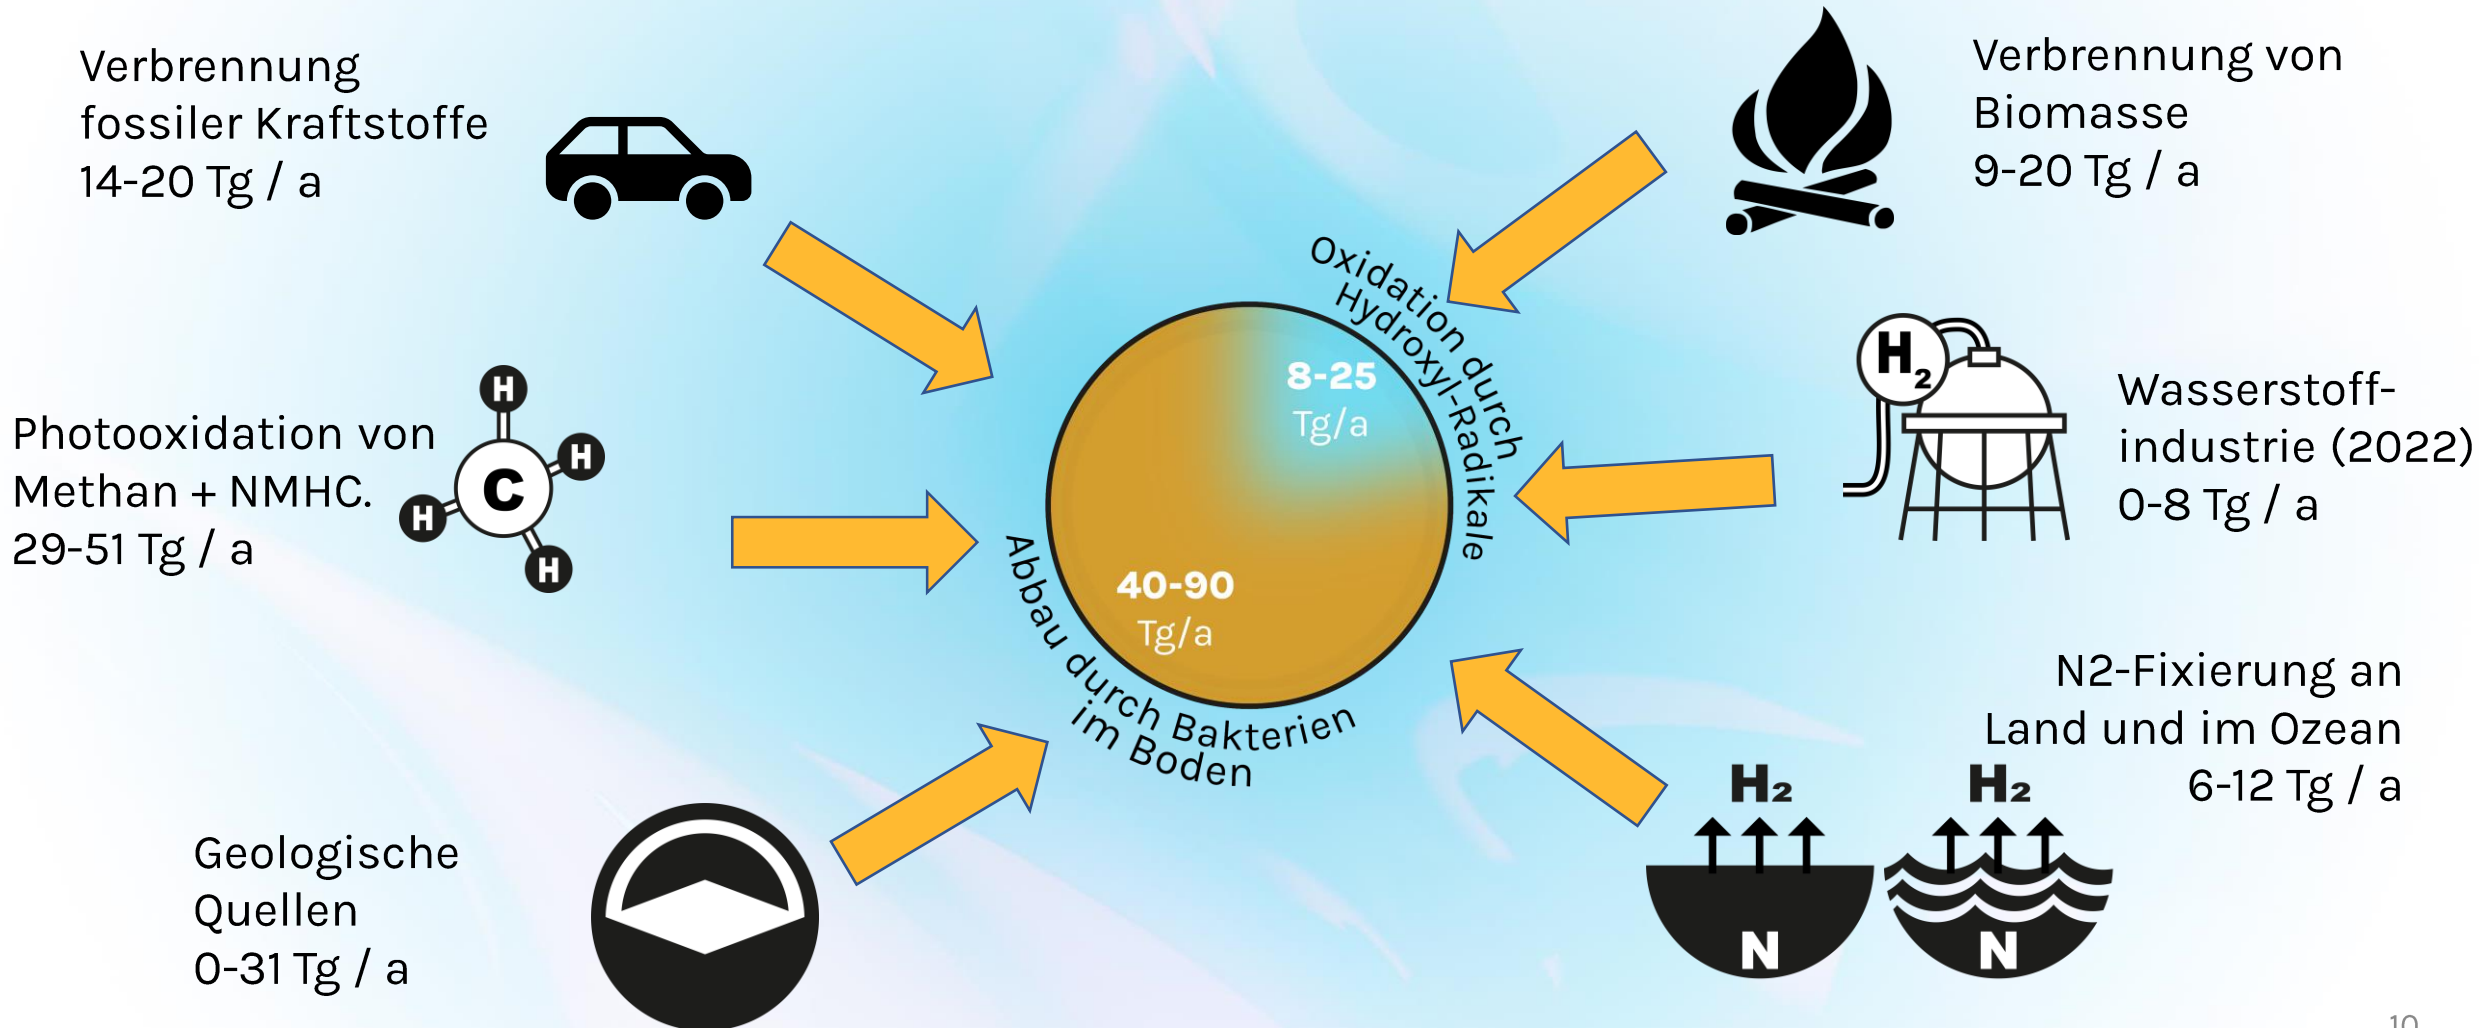 Verbrennung
fossiler Kraftstoffe
14-20 Tg / a
Verbrennung von
Biomasse
9-20 Tg / a
Photooxidation von
Methan + NMHC.
29-51 Tg / a
H
H
C
H
H
Oxidation durch
Hydroxyl-Radikale
8-25
Tg/a
40-90
Tg/a
Abbau durch Bakterien
im Boden
H2
Wasserstoff-
industrie (2022)
0-8 Tg / a
Geologische
Quellen
0-31 Tg / a
N2-Fixierung an
Land und im Ozean
6-12 Tg / a
H2
H2
N
N
10